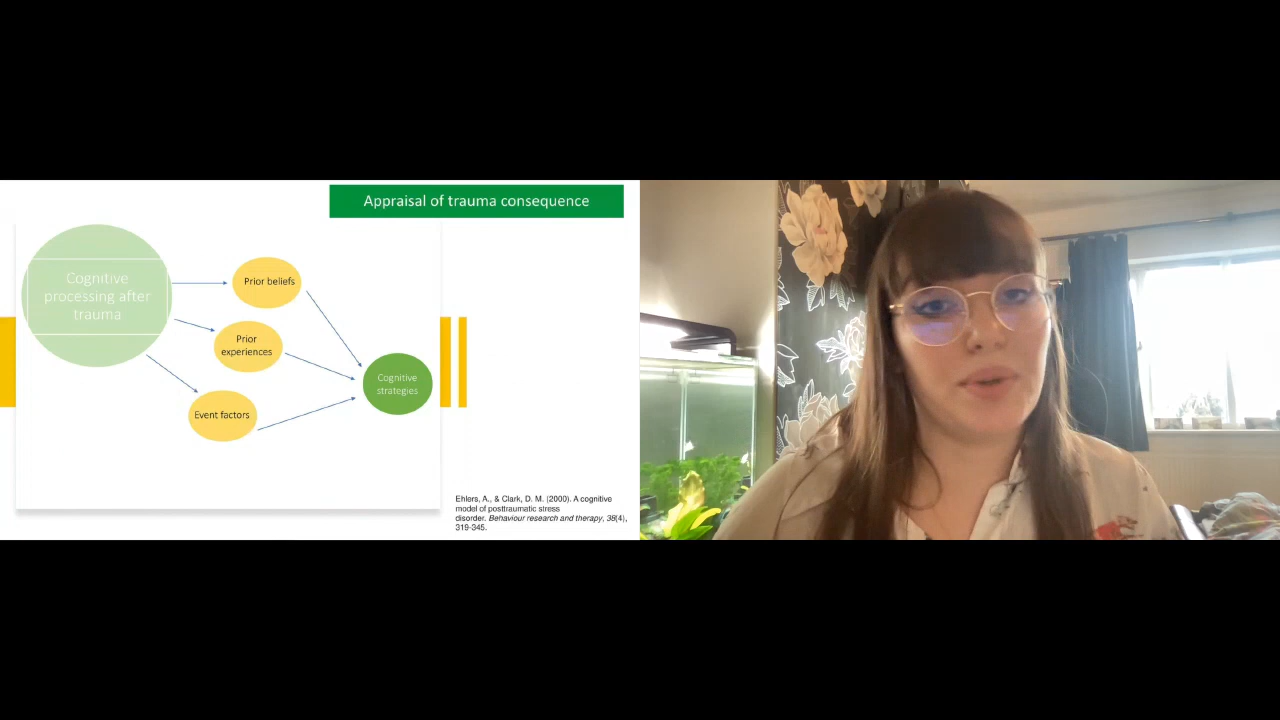 Appraisal of trauma consequence
Cognitive
processing after
trauma
Prior beliefs
Prior
experiences
Event factors
Cognitive
strategies
Ehlers, A., & Clark, D. M. (2000). A cognitive
model of posttraumatic stress
disorder. Behaviour research and therapy, 38(4),
319-345.